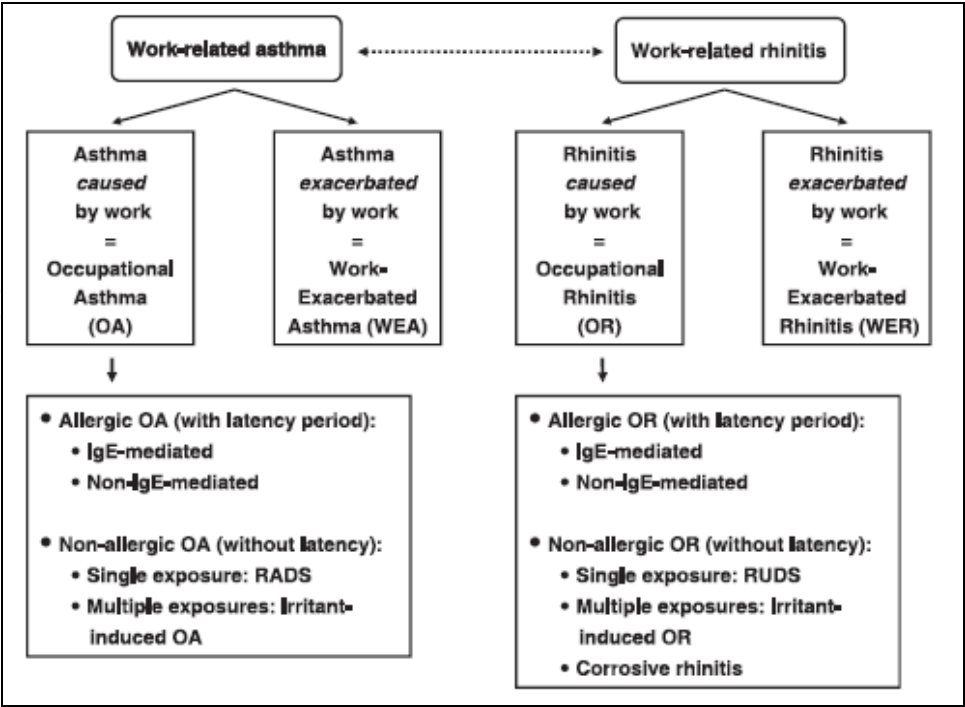 Work-related asthma
Work-related rhinitis
Asthma
caused
by work
=
Occupational
Asthma
(OA)
Asthma
exacerbated
by work
=
Work-
Exacerbated
Asthma (WEA)
Rhinitis
caused
by work
=
Occupational
Rhinitis
(OR)
Rhinitis
exacerbated
by work
=
Work-
Exacerbated
Rhinitis (WER)
• Allergic OA (with latency period):
• IgE-mediated
• Non-IgE-mediated
• Non-allergic OA (without latency):
• Single exposure: RADS
• Multiple exposures: Irritant-
induced OA
• Allergic OR (with latency period):
• IgE-mediated
• Non-IgE-mediated
• Non-allergic OR (without latency):
• Single exposure: RUDS
• Multiple exposures: Irritant-
induced OR
• Corrosive rhinitis